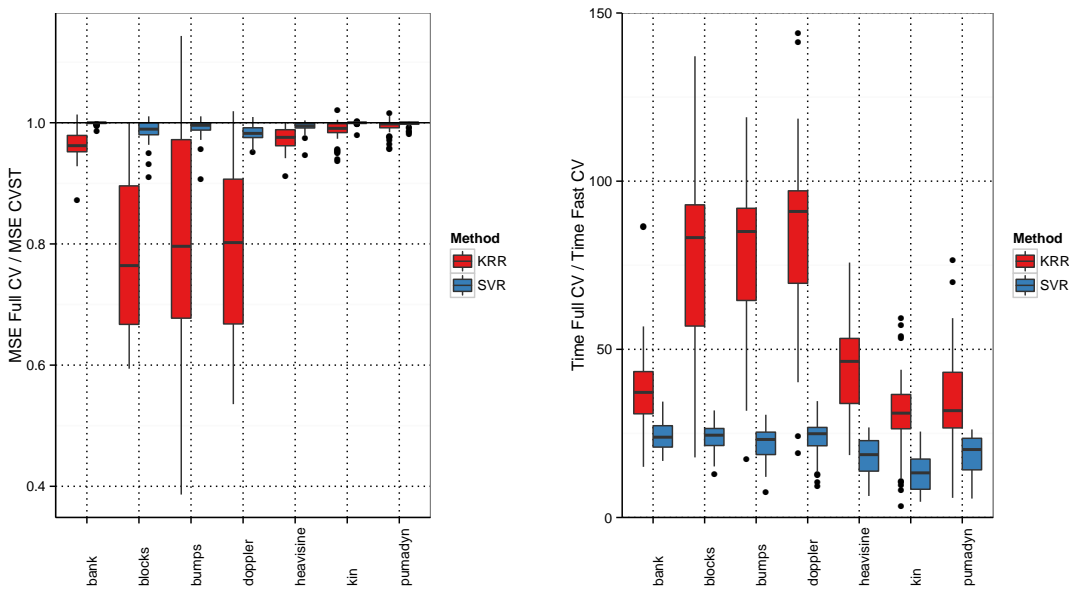 MSE Full CV / MSE CVST
1.0
0.8
0.6
0.4
bank
blocks
bumps
doppler
heavisine
kin
pumadyn
Method
KRR
SVR
Time Full CV / Time Fast CV
150
100
50
0
bank
blocks
bumps
doppler
heavisine
kin
pumadyn
Method
KRR
SVR